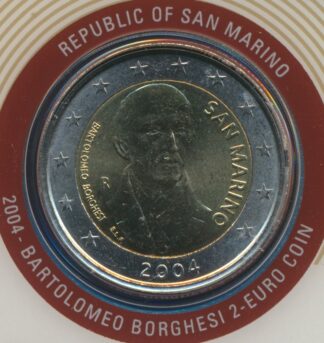 REPUBLIC OF SAN MARINO
BARTOLOMEO BORGHESI
SAN MARINO
R
E.L.F.
2004
2004 - BARTOLOMEO BORGHESI 2-EURO COIN